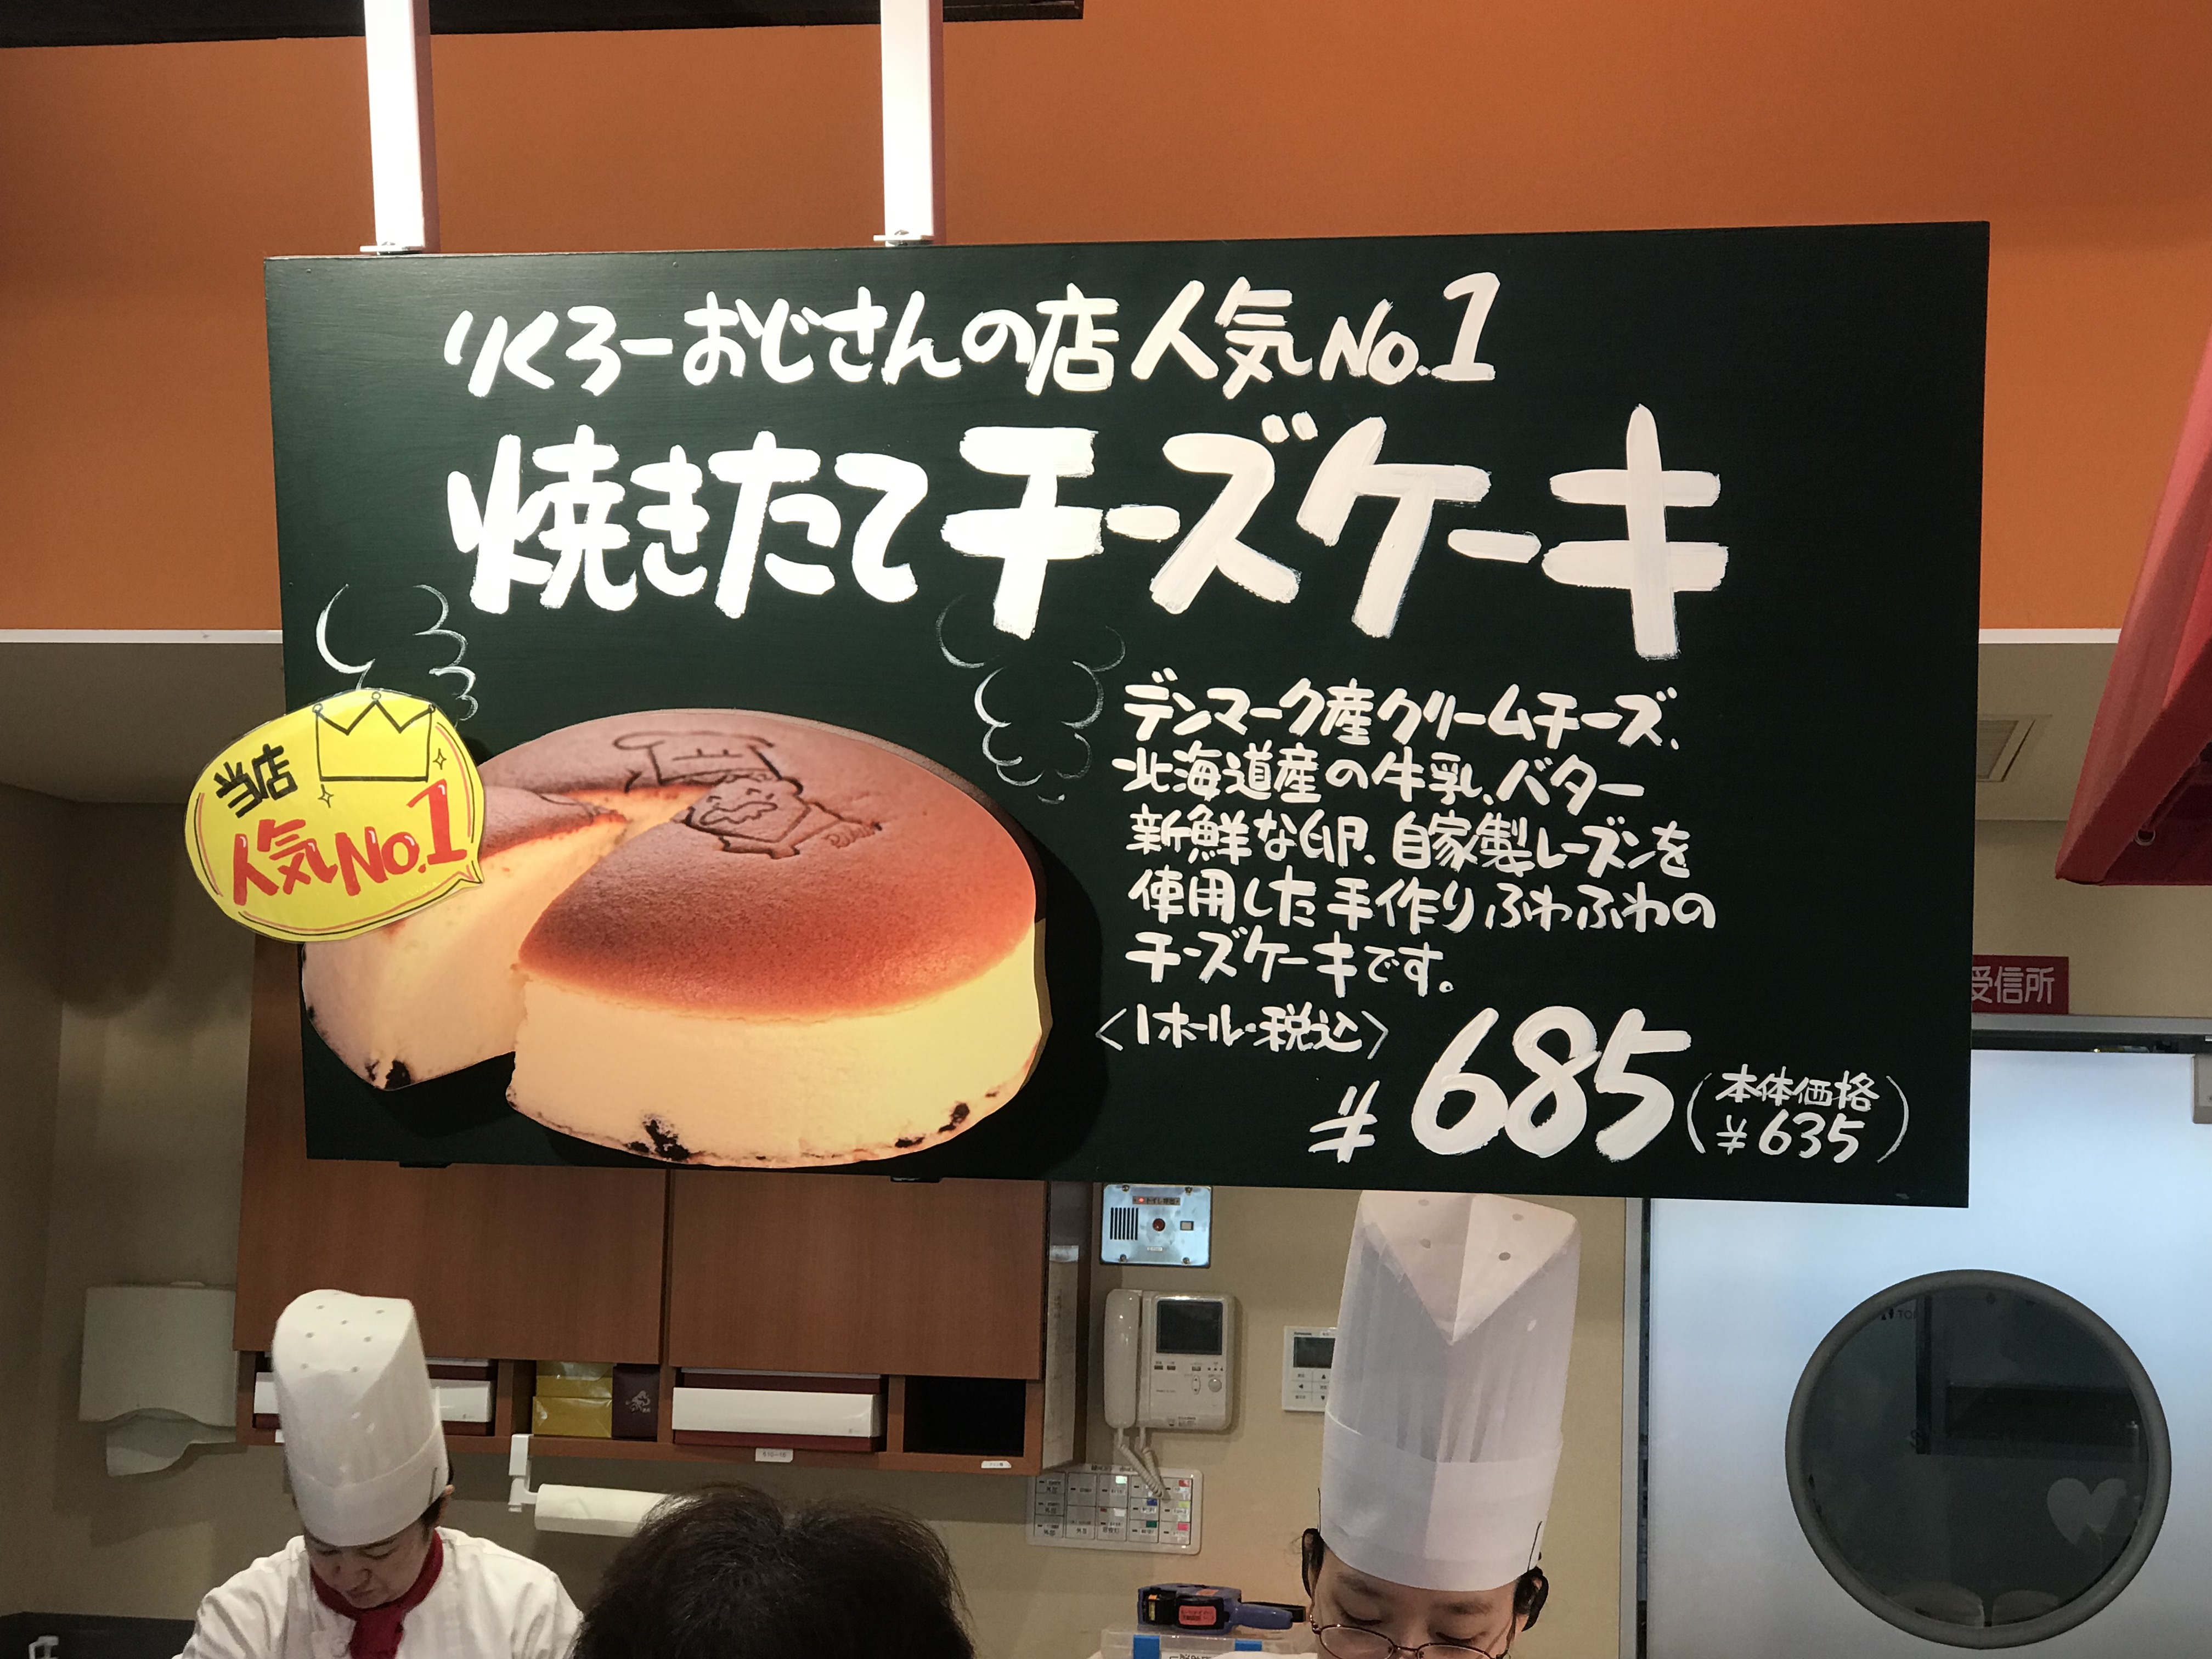 りくろーおじさんの店 人気No.1
焼きたてチーズケーキ
当店
人気No.1
デンマーク産クリームチーズ、
北海道産の牛乳、バター
新鮮な卵、自家製レーズンを
使用した手作りふわふわの
チーズケーキです。
〈1ホール・税込〉
¥685
(本体価格
¥635)
受信所